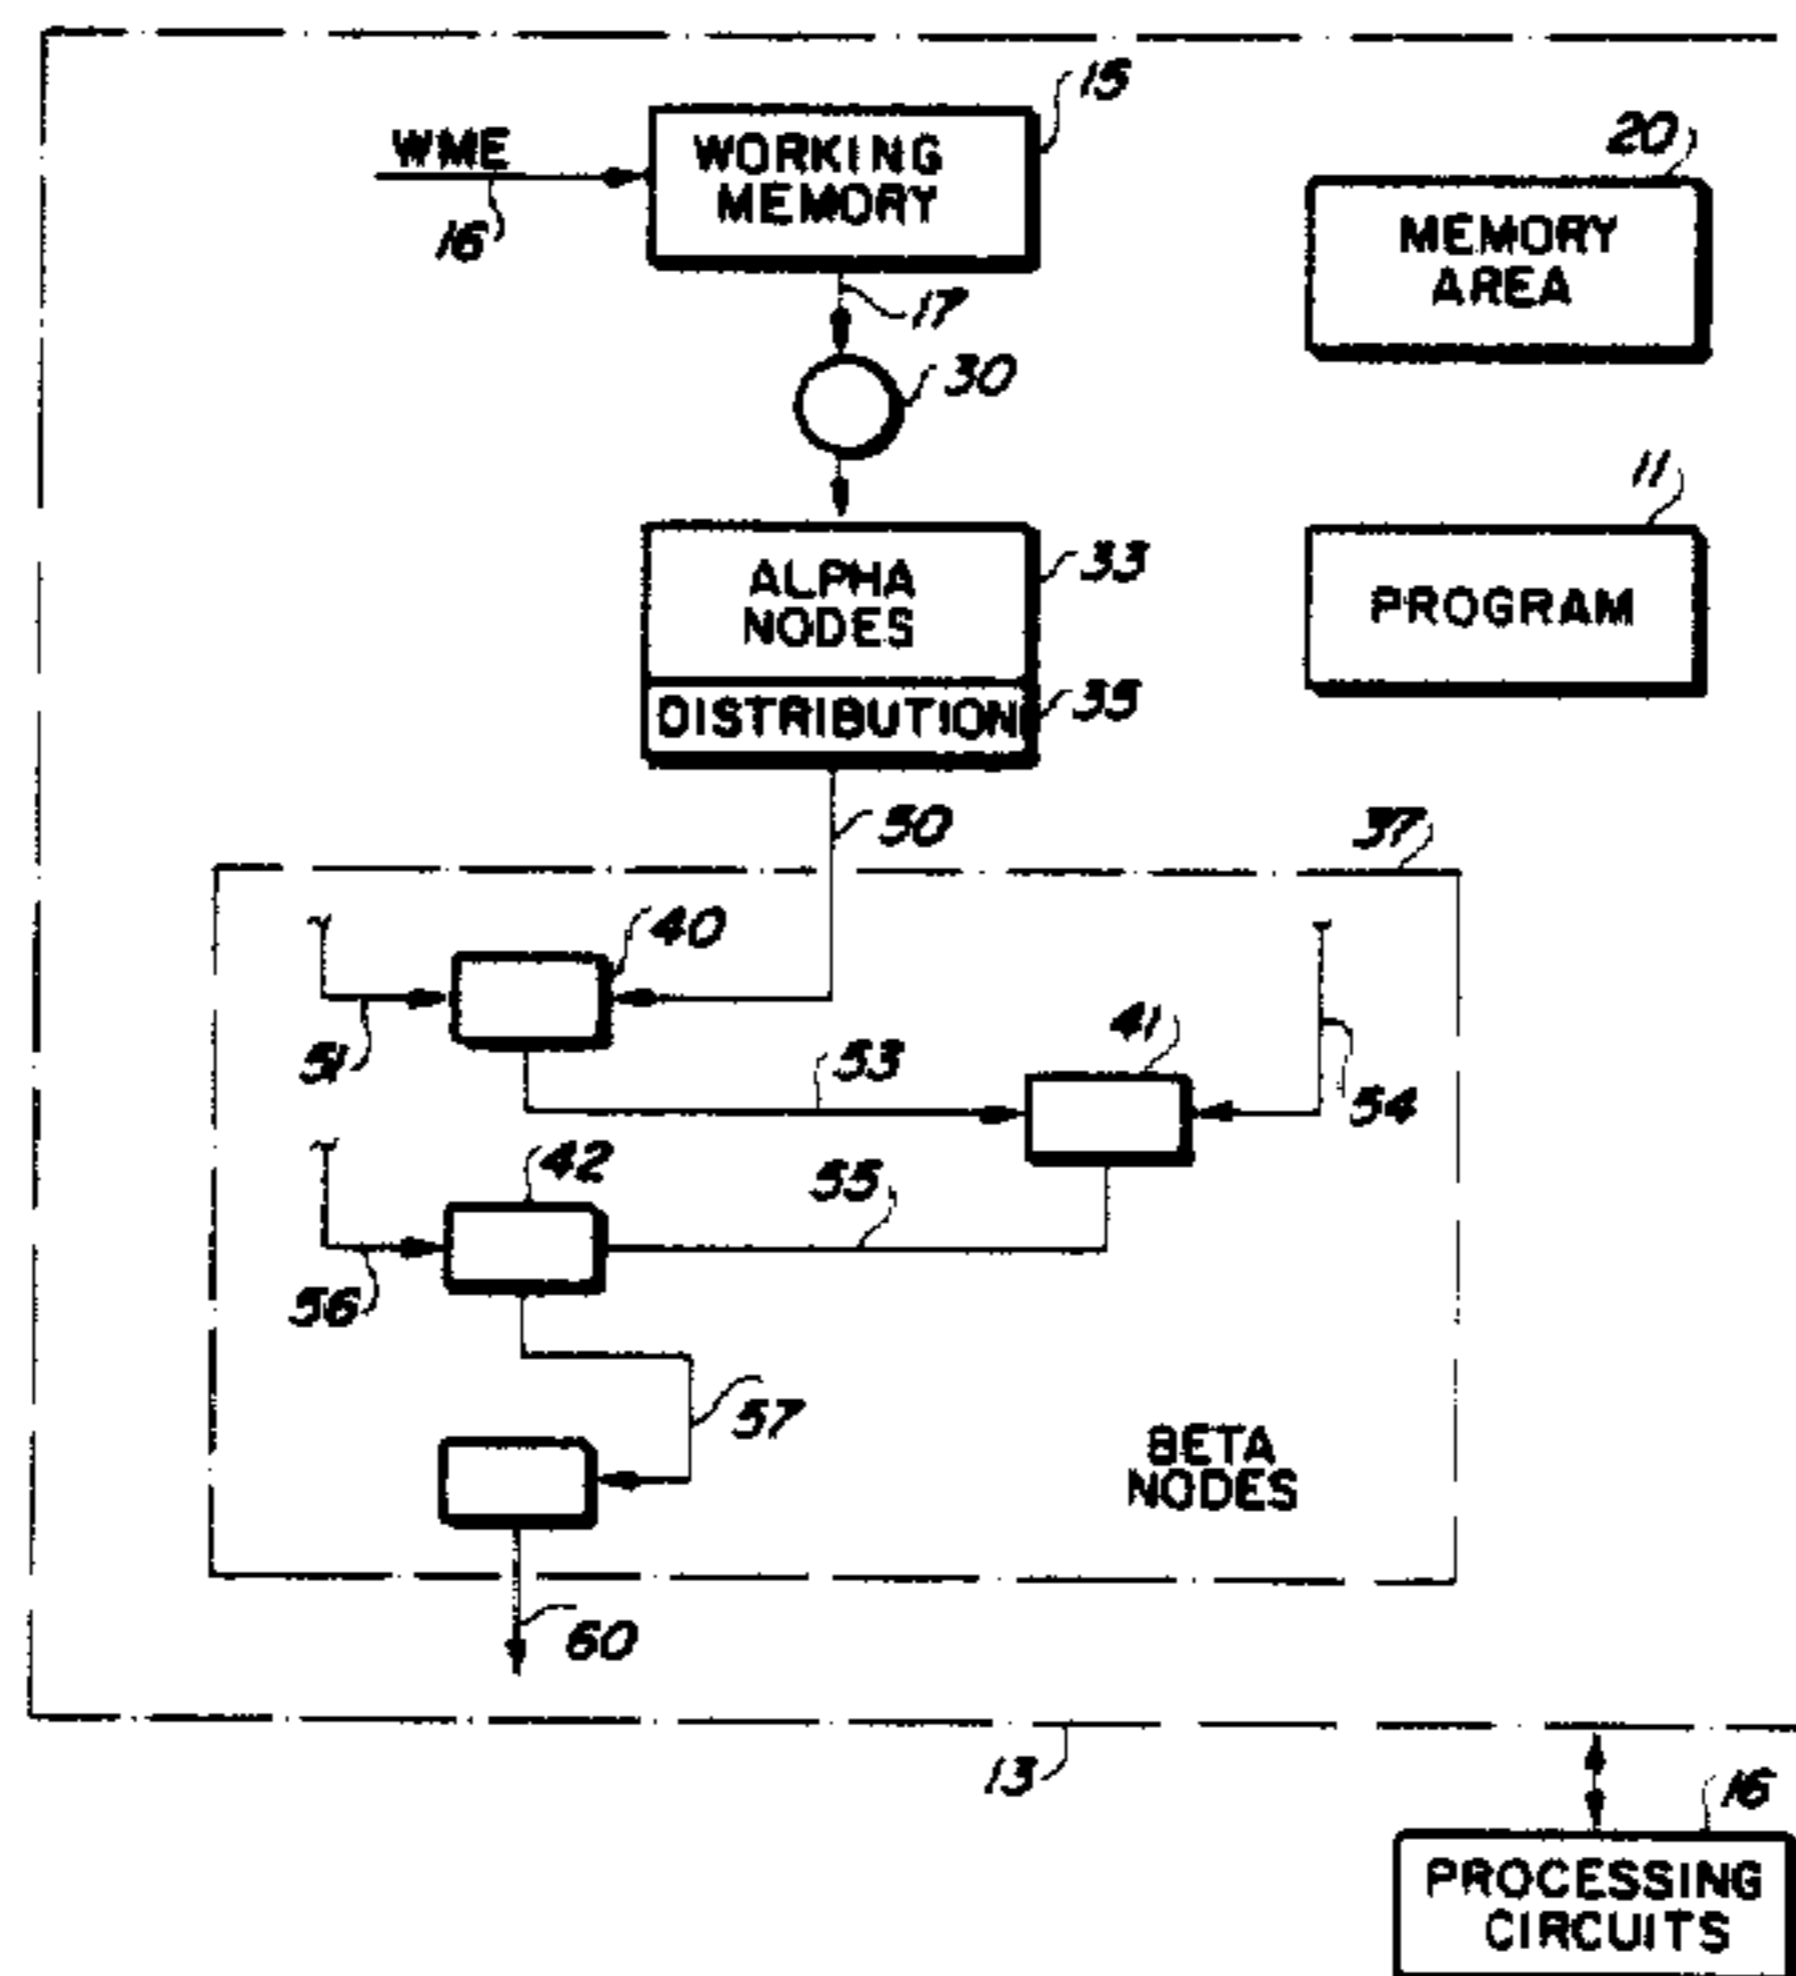 15
WME
WORKING
MEMORY
16
17
20
MEMORY
AREA
30
11
ALPHA
NODES
33
PROGRAM
DISTRIBUTION
35
50
37
40
51
53
41
54
42
55
56
57
BETA
NODES
60
13
16
PROCESSING
CIRCUITS